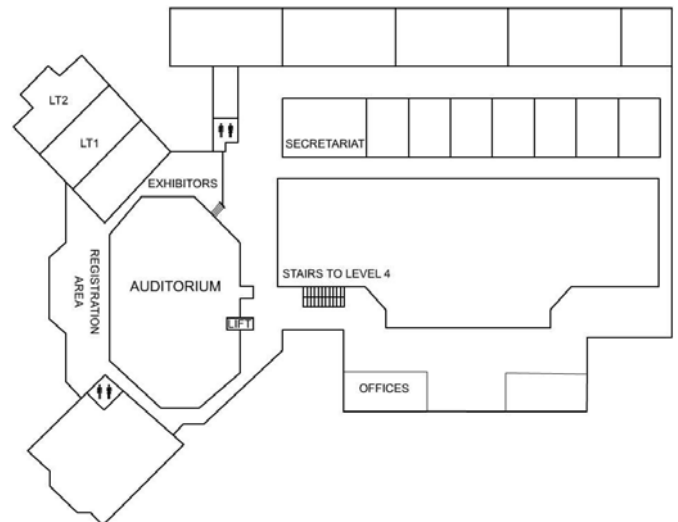 LT2
LT1
SECRETARIAT
EXHIBITORS
REGISTRATION
AREA
AUDITORIUM
STAIRS TO LEVEL 4
LIFT
OFFICES